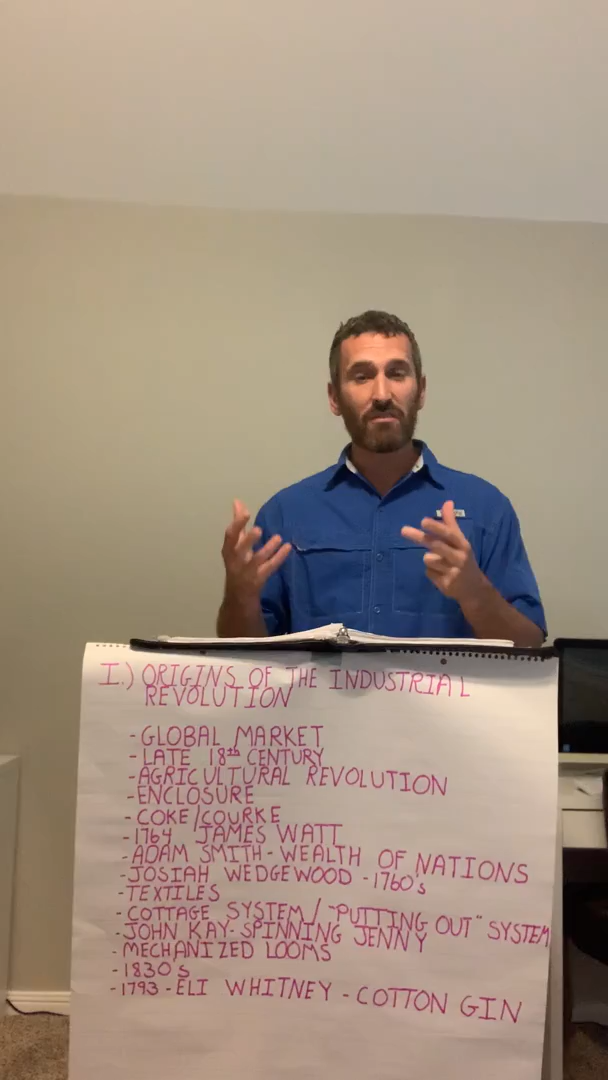 I.) ORIGINS OF THE INDUSTRIAL
REVOLUTION
- GLOBAL MARKET
- LATE 18th CENTURY
- AGRICULTURAL REVOLUTION
- ENCLOSURE
- COKE/COURKE
- 1764 JAMES WATT
- ADAM SMITH - WEALTH OF NATIONS
- JOSIAH WEDGEWOOD - 1760's
- TEXTILES
- COTTAGE SYSTEM / "PUTTING OUT" SYSTEM
- JOHN KAY - SPINNING JENNY
- MECHANIZED LOOMS
- 1830s
- 1793 - ELI WHITNEY - COTTON GIN